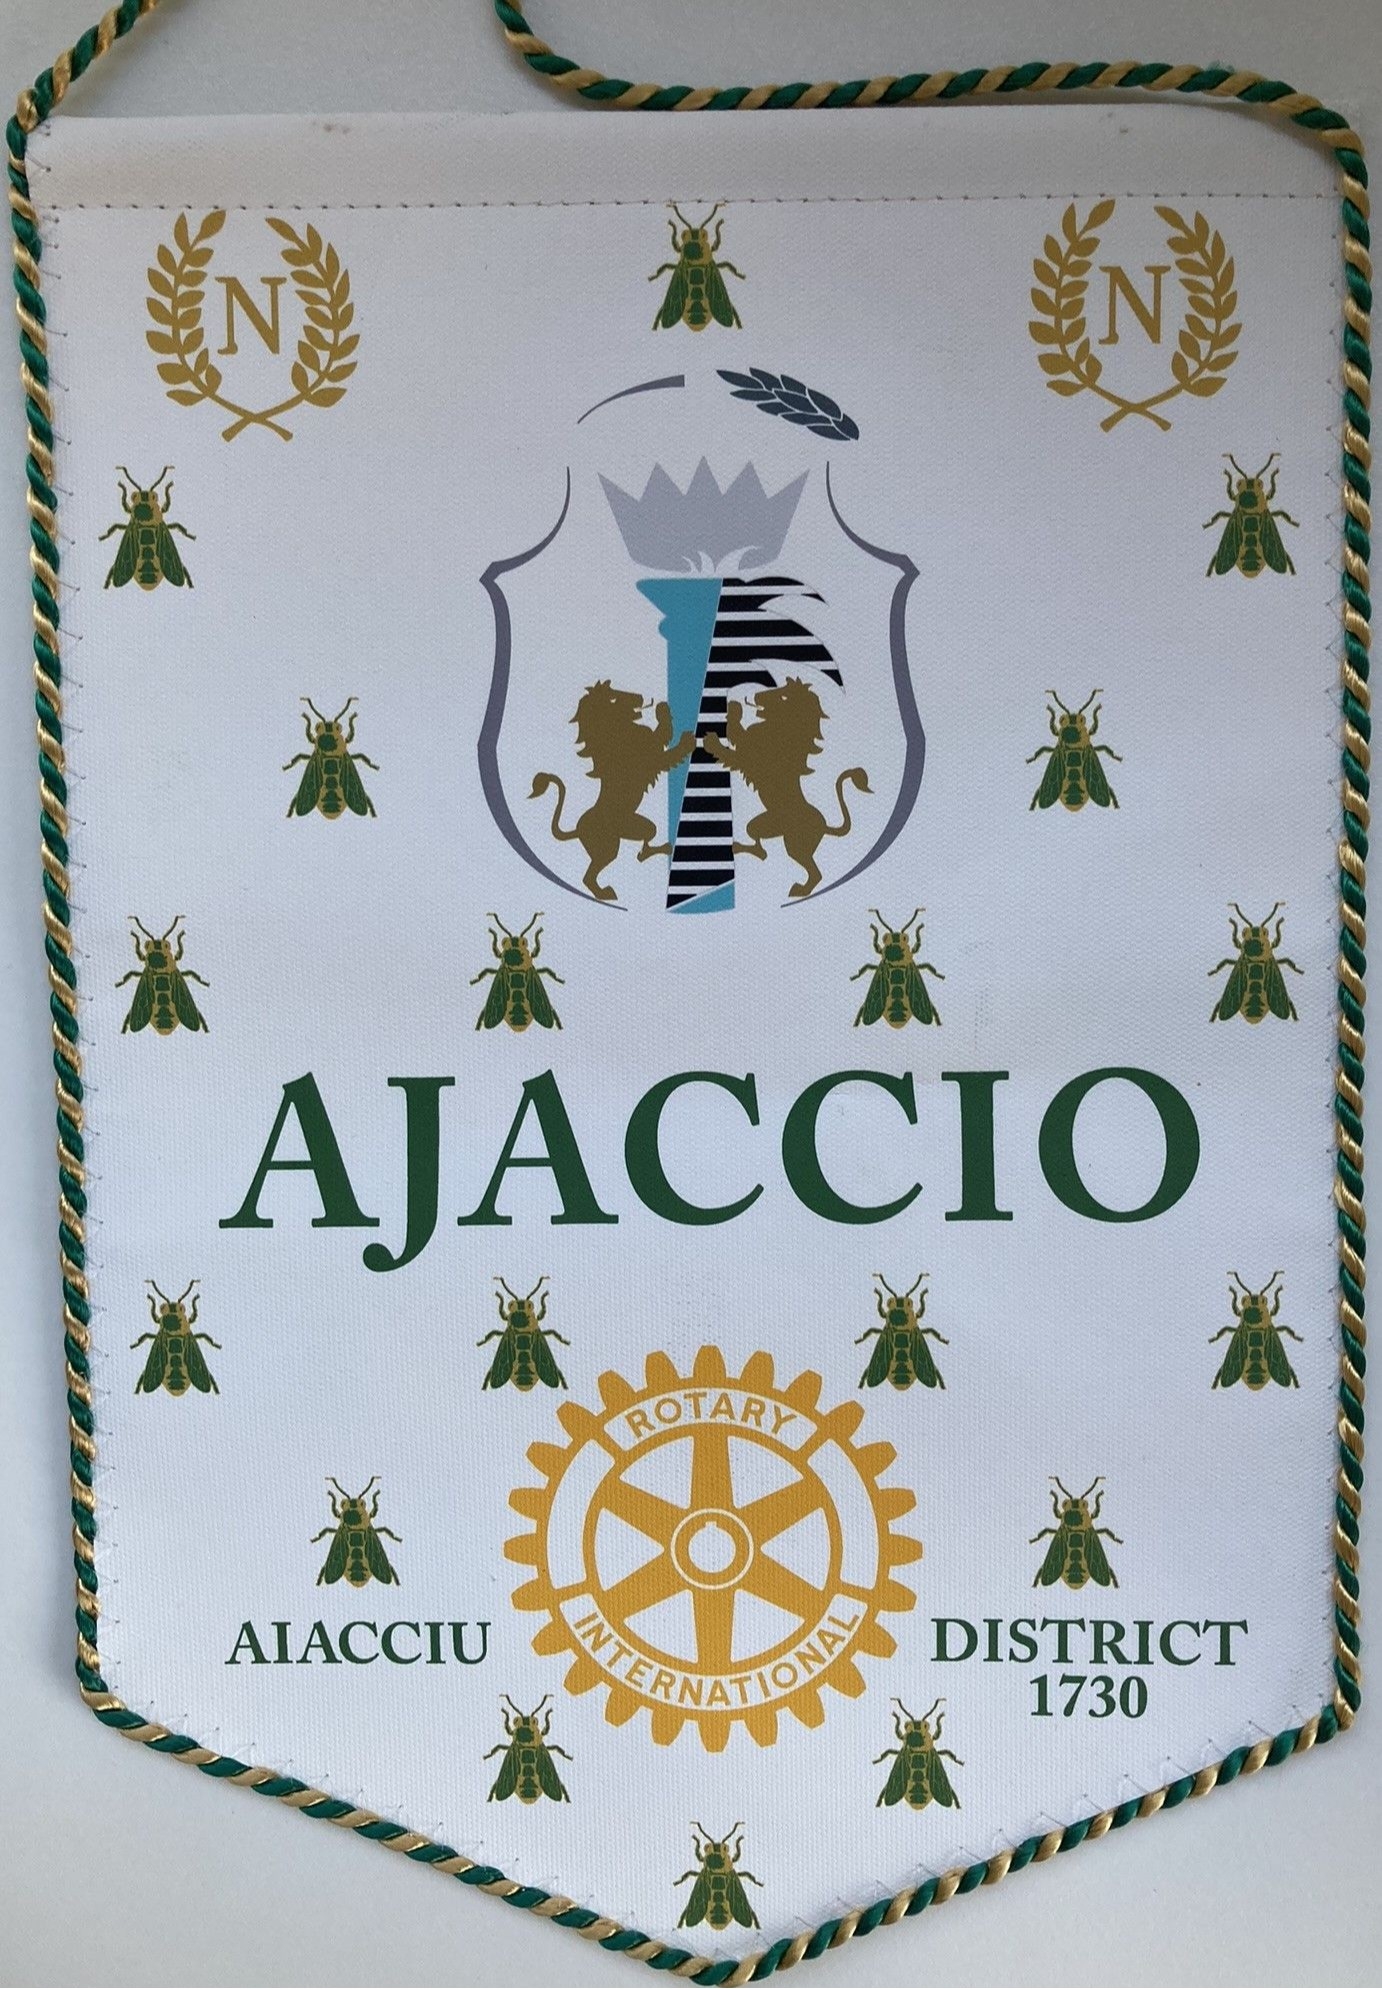 N N
AJACCIO
ROTARY
INTERNATIONAL
AIACCIU
DISTRICT
1730